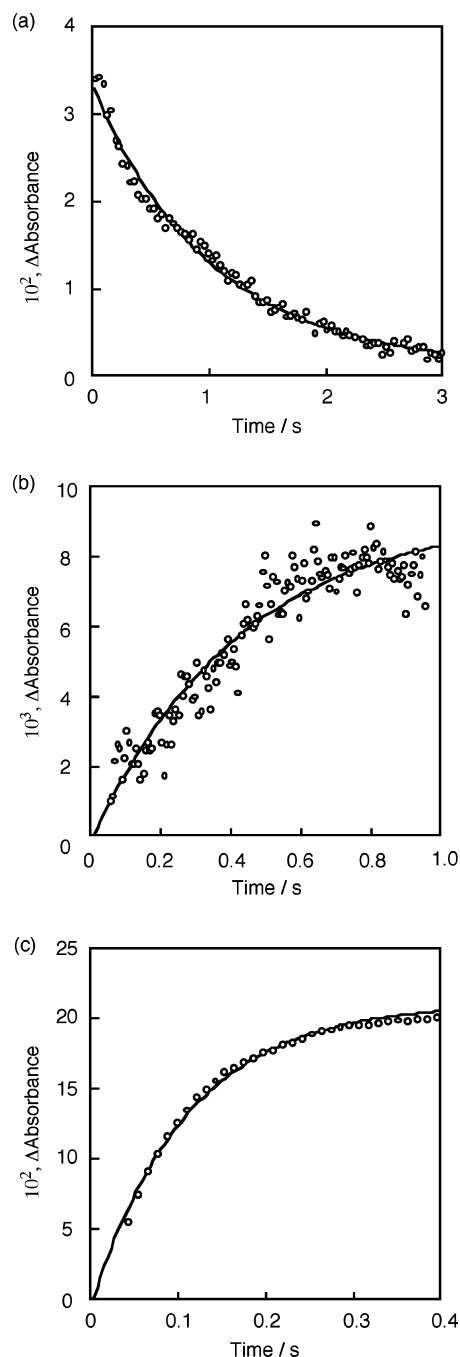 (a)
4
3
2
1
0
10², ΔAbsorbance
0 1 2 3
Time / s
(b)
10
8
6
4
2
0
10³, ΔAbsorbance
0 0.2 0.4 0.6 0.8 1.0
Time / s
(c)
25
20
15
10
5
0
10², ΔAbsorbance
0 0.1 0.2 0.3 0.4
Time / s